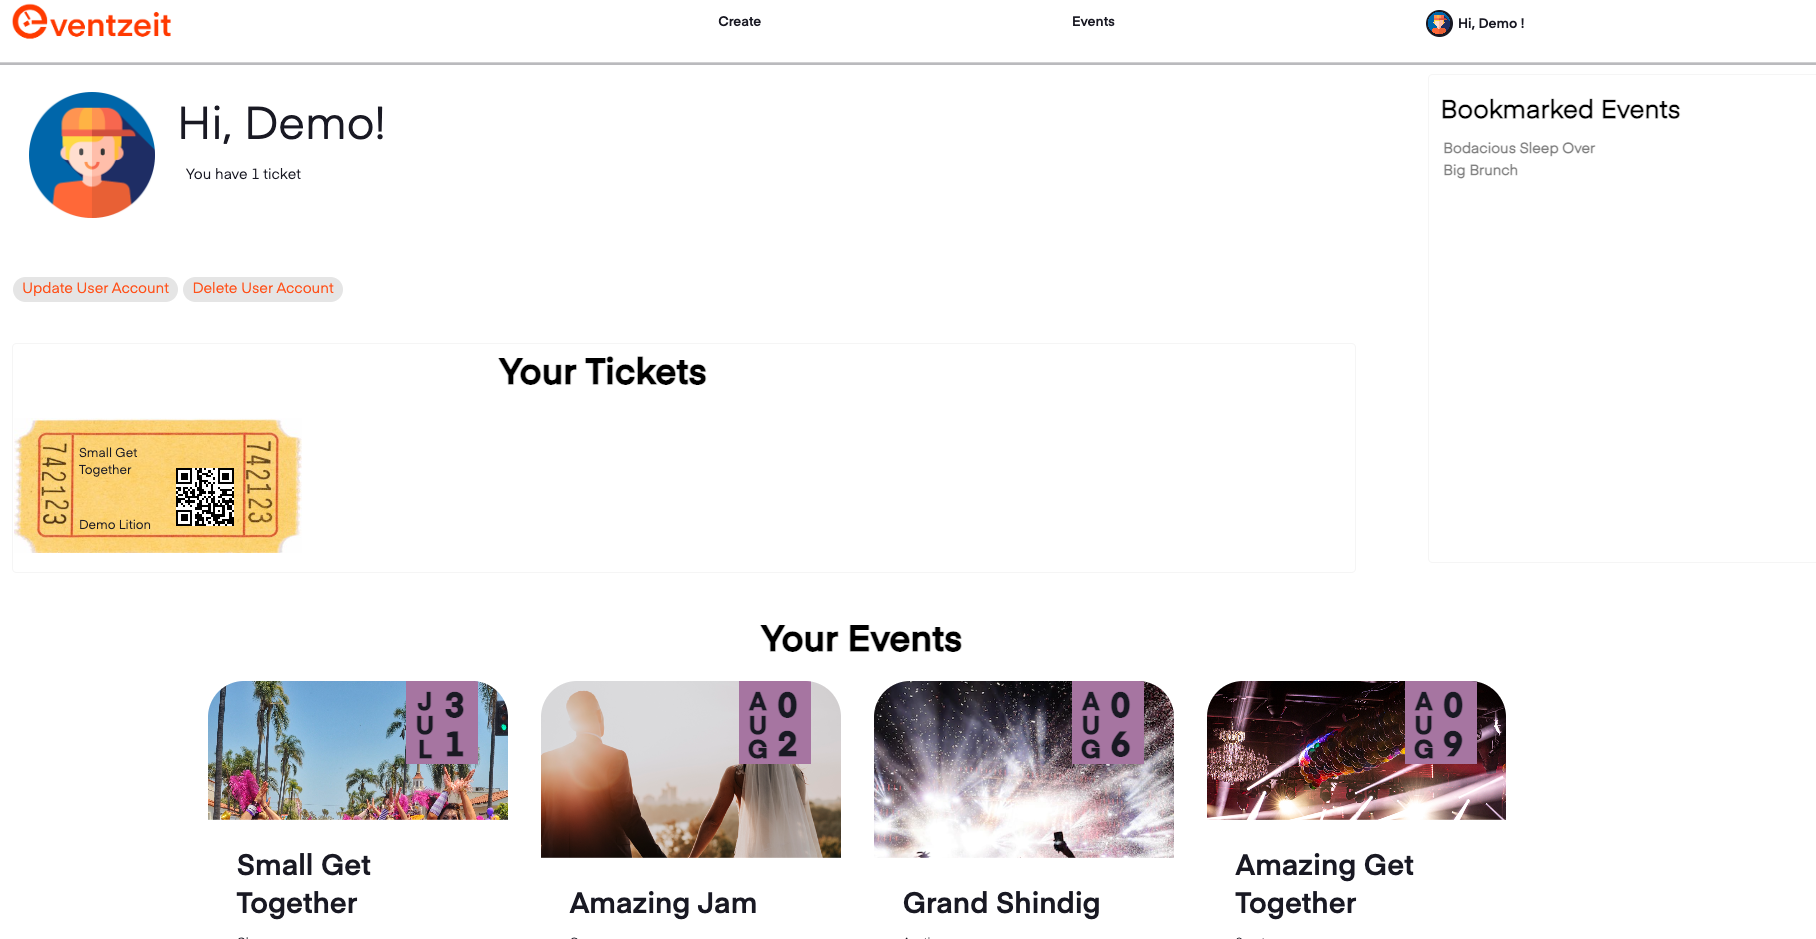 eventzeit
Create
Events
Hi, Demo !
Hi, Demo!
You have 1 ticket
Bookmarked Events
Bodacious Sleep Over
Big Brunch
Update User Account
Delete User Account
Your Tickets
742123
Small Get
Together
Demo Lition
742123
Your Events
JUL
31
AUG
02
AUG
06
AUG
09
Small Get
Together
Amazing Jam
Grand Shindig
Amazing Get
Together